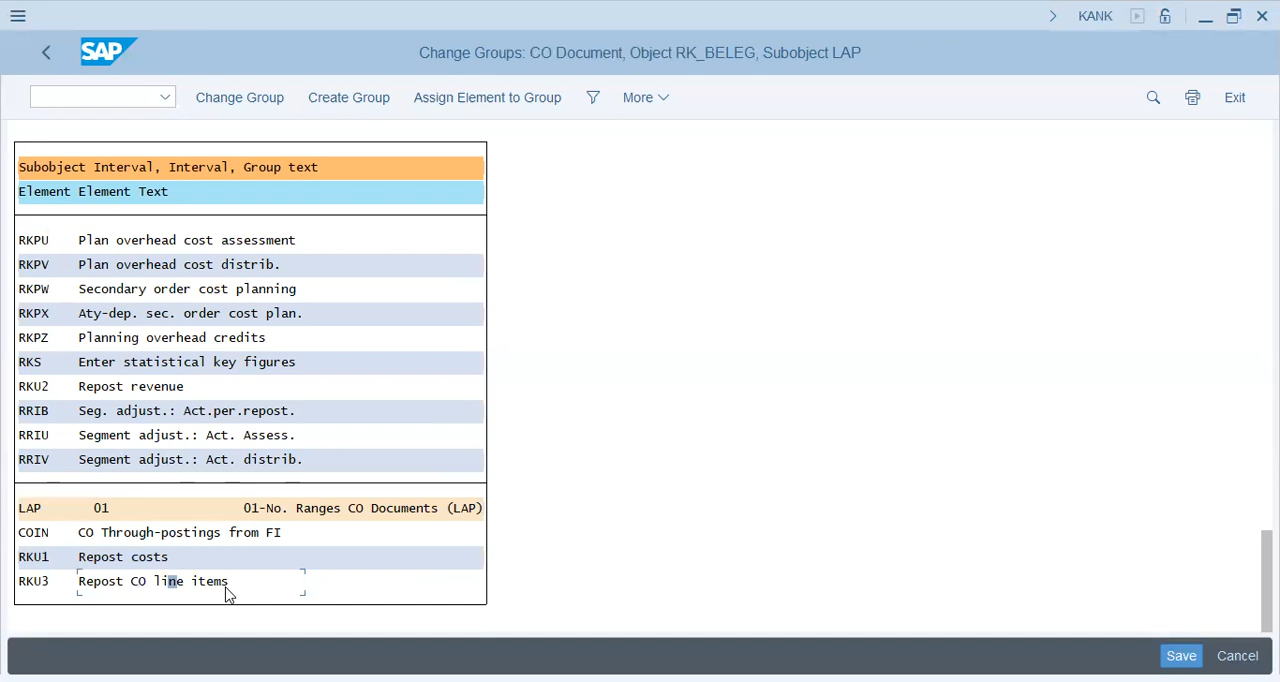 KANK
SAP
Change Groups: CO Document, Object RK_BELEG, Subobject LAP
Change Group
Create Group
Assign Element to Group
More
Exit
Subobject Interval, Interval, Group text
Element Element Text
RKPU Plan overhead cost assessment
RKPV Plan overhead cost distrib.
RKPW Secondary order cost planning
RKPX Aty-dep. sec. order cost plan.
RKPZ Planning overhead credits
RKS Enter statistical key figures
RKU2 Repost revenue
RRIB Seg. adjust.: Act.per.repost.
RRIU Segment adjust.: Act. Assess.
RRIV Segment adjust.: Act. distrib.
LAP 01 01-No. Ranges CO Documents (LAP)
COIN CO Through-postings from FI
RKU1 Repost costs
RKU3 Repost CO line items
Save
Cancel